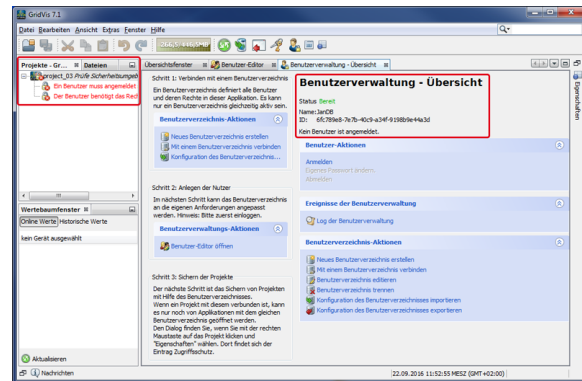 GridVis 7.1
Datei Bearbeiten Ansicht Extras Fenster Hilfe
266,5/446,5MB
Projekte - Gr... Dateien
project_03 Prüfe Sicherheitsumgeb
Ein Benutzer muss angemeldet
Der Benutzer benötigt das Rech
Wertebaumfenster
Online Werte Historische Werte
kein Gerät ausgewählt
Aktualisieren
Nachrichten
Übersichtsfenster Benutzer-Editor Benutzerverwaltung - Übersicht
Schritt 1: Verbinden mit einem Benutzerverzeichnis
Ein Benutzerverzeichnis definiert alle Benutzer
und deren Rechte in dieser Applikation. Es kann
nur ein Benutzerverzeichnis gleichzeitig aktiv sein.
Benutzerverzeichnis-Aktionen
Neues Benutzerverzeichnis erstellen
Mit einem Benutzerverzeichnis verbinden
Konfiguration des Benutzerverzeichnis...
Schritt 2: Anlegen der Nutzer
Im nächsten Schritt kann das Benutzerverzeichnis
an die eigenen Anforderungen angepasst
werden. Hinweis: Bitte zuerst einloggen.
Benutzerverwaltungs-Aktionen
Benutzer-Editor öffnen
Schritt 3: Sichern der Projekte
Der nächste Schritt ist das Sichern von Projekten
mit Hilfe des Benutzerverzeichnisses.
Wenn ein Projekt mit diesem verbunden ist, kann
es nur noch von Applikationen mit dem gleichen
Benutzerverzeichnis geöffnet werden.
Den Dialog finden Sie, wenn Sie mit der rechten
Maustaste auf das Projekt klicken und
"Eigenschaften" wählen. Dort findet sich der
Eintrag Zugriffsschutz.
Benutzerverwaltung - Übersicht
Status Bereit
Name: JanDB
ID: 6fc789e8-7e7b-40c9-a34f-9198b9e44a3d
Kein Benutzer ist angemeldet.
Benutzer-Aktionen
Anmelden
Eigenes Passwort ändern.
Abmelden
Ereignisse der Benutzerverwaltung
Log der Benutzerverwaltung
Benutzerverzeichnis-Aktionen
Neues Benutzerverzeichnis erstellen
Mit einem Benutzerverzeichnis verbinden
Benutzerverzeichnis editieren
Benutzerverzeichnis trennen
Konfiguration des Benutzerverzeichnisses importieren
Konfiguration des Benutzerverzeichnisses exportieren
Eigenschaften
22.09.2016 11:52:55 MESZ (GMT+02:00)